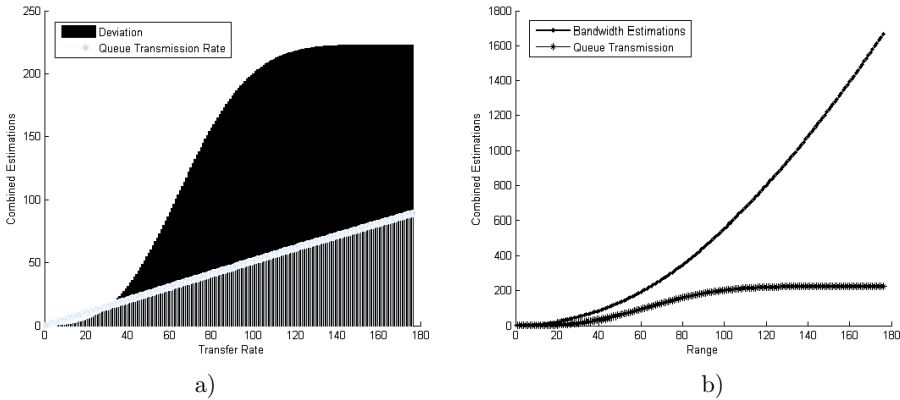 250
200
150
100
50
0
Combined Estimations
Deviation
Queue Transmission Rate
0 20 40 60 80 100 120 140 160 180
Transfer Rate
a)
1800
1600
1400
1200
1000
800
600
400
200
0
Combined Estimations
Bandwidth Estimations
Queue Transmission
0 20 40 60 80 100 120 140 160 180
Range
b)